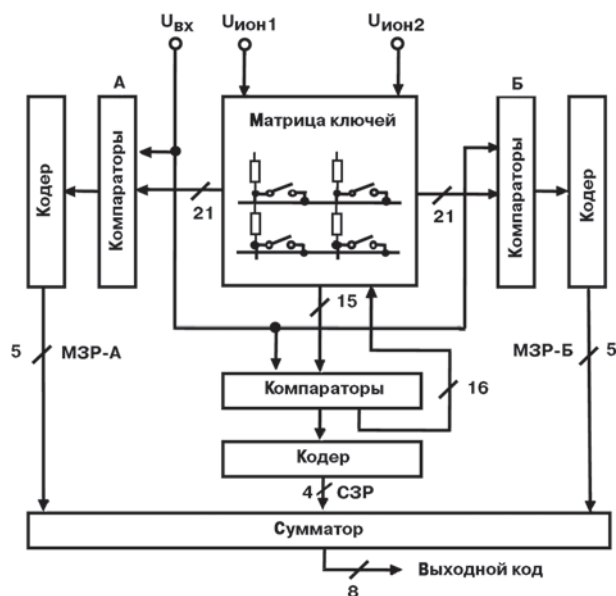 Uвх
Uион1
Uион2
А
Б
Матрица ключей
Кодер
Компараторы
Компараторы
Кодер
21
21
15
5
МЗР-А
МЗР-Б
5
Компараторы
16
Кодер
4
СЗР
Сумматор
Выходной код
8